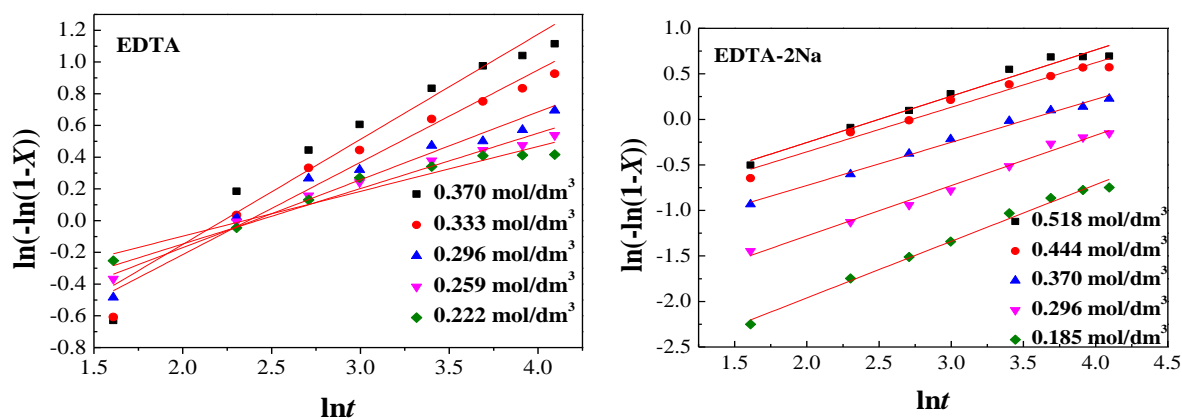 EDTA
ln(-ln(1-X))
1.2
1.0
0.8
0.6
0.4
0.2
0.0
-0.2
-0.4
-0.6
-0.8
0.370 mol/dm³
0.333 mol/dm³
0.296 mol/dm³
0.259 mol/dm³
0.222 mol/dm³
1.5 2.0 2.5 3.0 3.5 4.0
lnt
EDTA-2Na
ln(-ln(1-X))
1.0
0.5
0.0
-0.5
-1.0
-1.5
-2.0
-2.5
0.518 mol/dm³
0.444 mol/dm³
0.370 mol/dm³
0.296 mol/dm³
0.185 mol/dm³
1.5 2.0 2.5 3.0 3.5 4.0 4.5
lnt